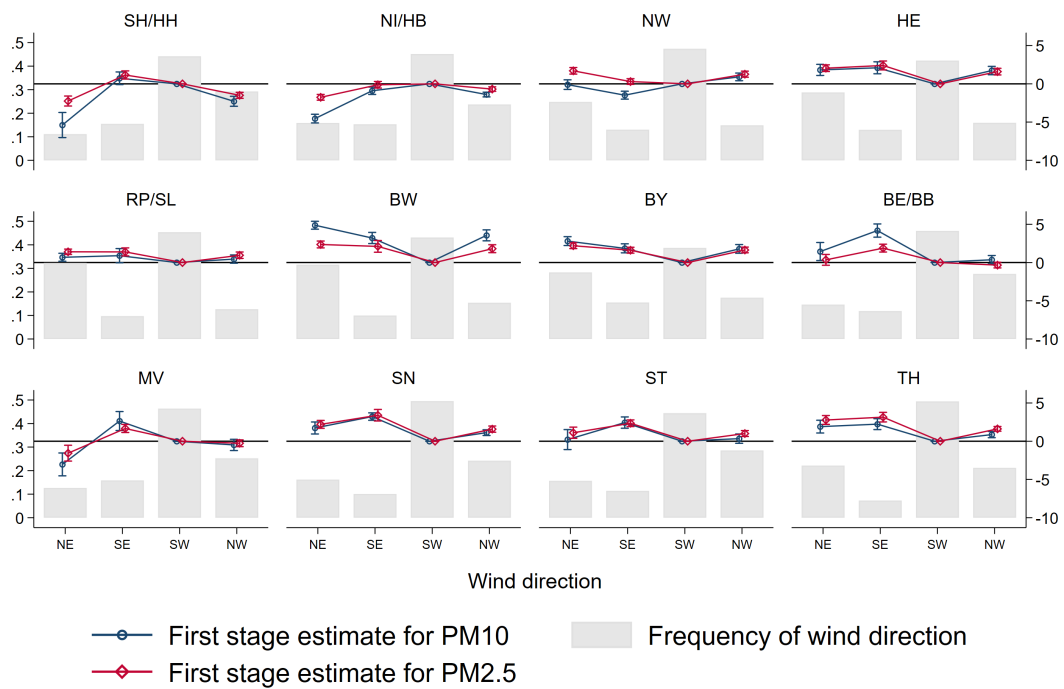 SH/HH NI/HB NW HE
.5 5
.4
.3 0
.2 -5
.1
0 -10
RP/SL BW BY BE/BB
.5 5
.4
.3 0
.2 -5
.1
0 -10
MV SN ST TH
.5 5
.4
.3 0
.2 -5
.1
0 -10
NE SE SW NW NE SE SW NW NE SE SW NW NE SE SW NW
Wind direction
First stage estimate for PM10 Frequency of wind direction
First stage estimate for PM2.5